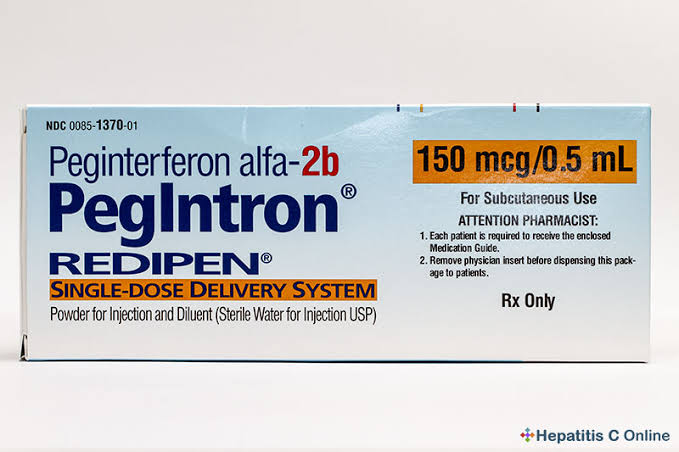 NDC 0085-1370-01
Peginterferon alfa-2b
PegIntron®
REDIPEN®
SINGLE-DOSE DELIVERY SYSTEM
Powder for Injection and Diluent (Sterile Water for Injection USP)
150 mcg/0.5 mL
For Subcutaneous Use
ATTENTION PHARMACIST:
1. Each patient is required to receive the enclosed
Medication Guide.
2. Remove physician insert before dispensing this pack-
age to patients.
Rx Only
Hepatitis C Online